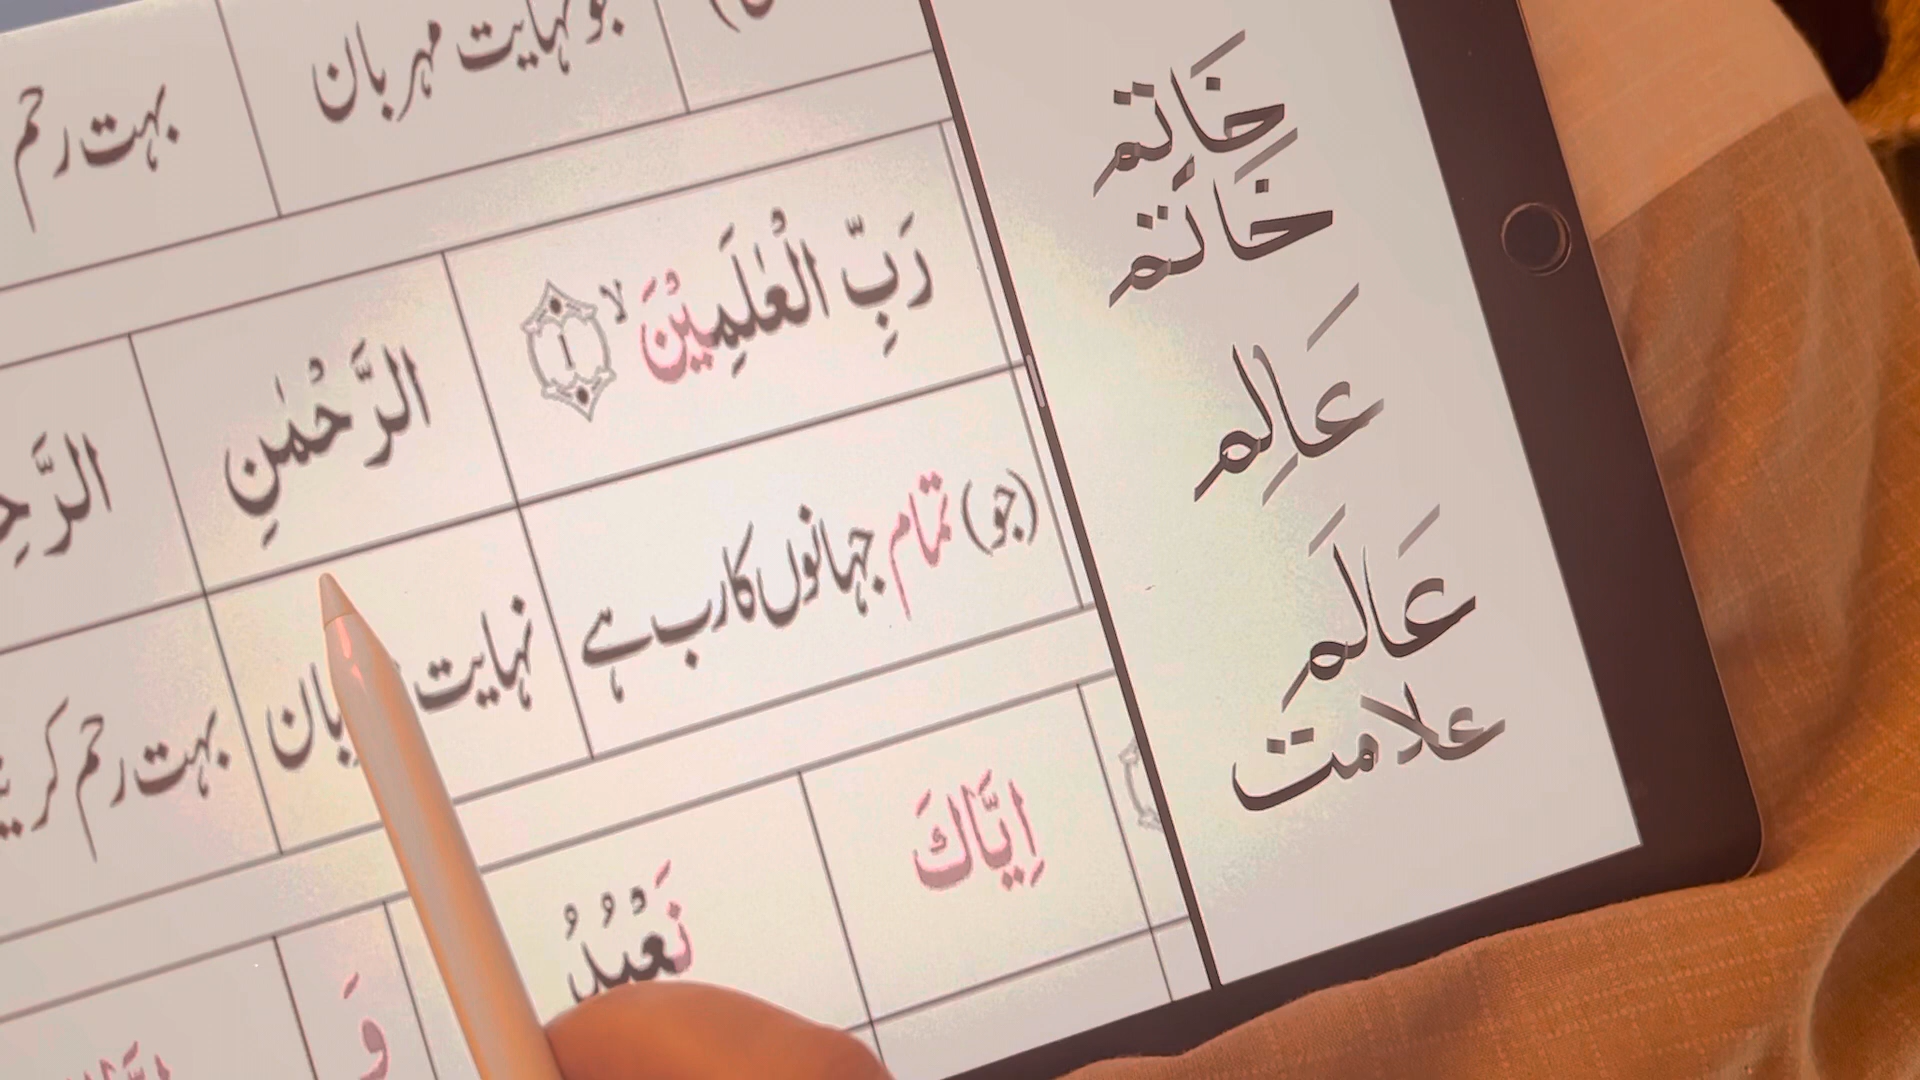 جو نہایت مہربان بہت رحم
رَبِّ الْعٰلَمِیْنَ ۙ﴿۱﴾ الرَّحْمٰنِ
(جو) تمام جہانوں کا رب ہے نہایت بہت رحم
اِیَّاكَ نَعْبُدُ
وَ
خَاتِم
خَاتَم
عَالِم
عَالَم
علامت